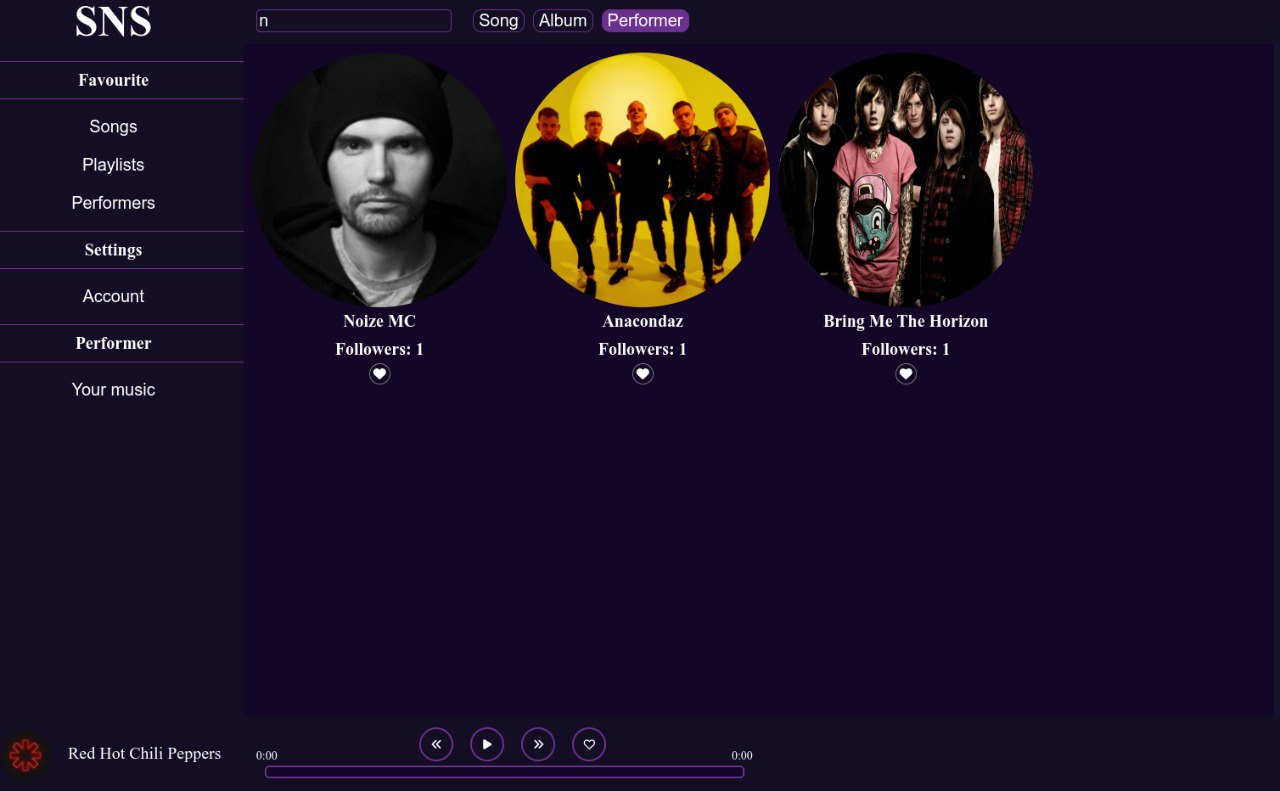 SNS
n
Song
Album
Performer
Favourite
Songs
Playlists
Performers
Settings
Account
Performer
Your music
Noize MC
Followers: 1
Anacondaz
Followers: 1
Bring Me The Horizon
Followers: 1
Red Hot Chili Peppers
0:00
0:00